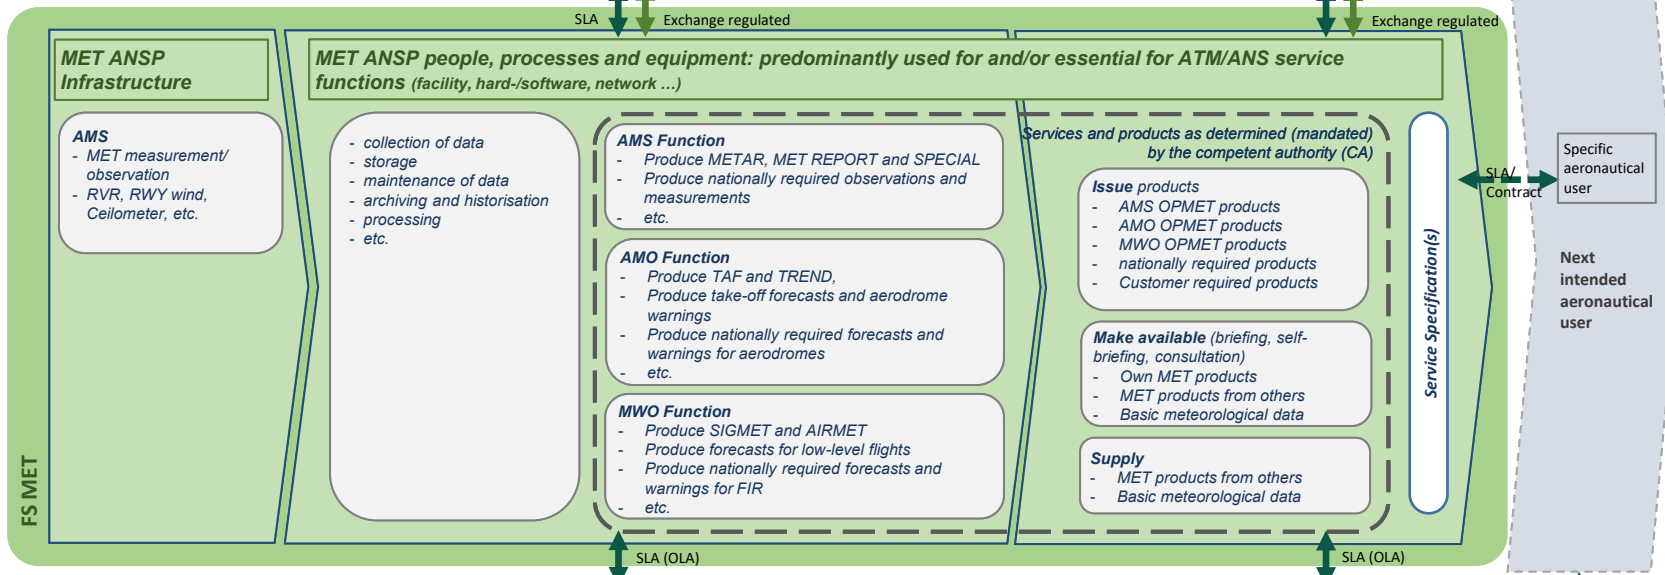 SLA
Exchange regulated
Exchange regulated
MET ANSP
Infrastructure
MET ANSP people, processes and equipment: predominantly used for and/or essential for ATM/ANS service
functions (facility, hard-/software, network …)
AMS
- MET measurement/
observation
- RVR, RWY wind,
Ceilometer, etc.
- collection of data
- storage
- maintenance of data
- archiving and historisation
- processing
- etc.
AMS Function
- Produce METAR, MET REPORT and SPECIAL
- Produce nationally required observations and
measurements
- etc.
AMO Function
- Produce TAF and TREND,
- Produce take-off forecasts and aerodrome
warnings
- Produce nationally required forecasts and
warnings for aerodromes
- etc.
MWO Function
- Produce SIGMET and AIRMET
- Produce forecasts for low-level flights
- Produce nationally required forecasts and
warnings for FIR
- etc.
Services and products as determined (mandated)
by the competent authority (CA)
Issue products
- AMS OPMET products
- AMO OPMET products
- MWO OPMET products
- nationally required products
- Customer required products
Make available (briefing, self-
briefing, consultation)
- Own MET products
- MET products from others
- Basic meteorological data
Supply
- MET products from others
- Basic meteorological data
Service Specification(s)
SLA/
Contract
Specific
aeronautical
user
Next
intended
aeronautical
user
FS MET
SLA (OLA)
SLA (OLA)